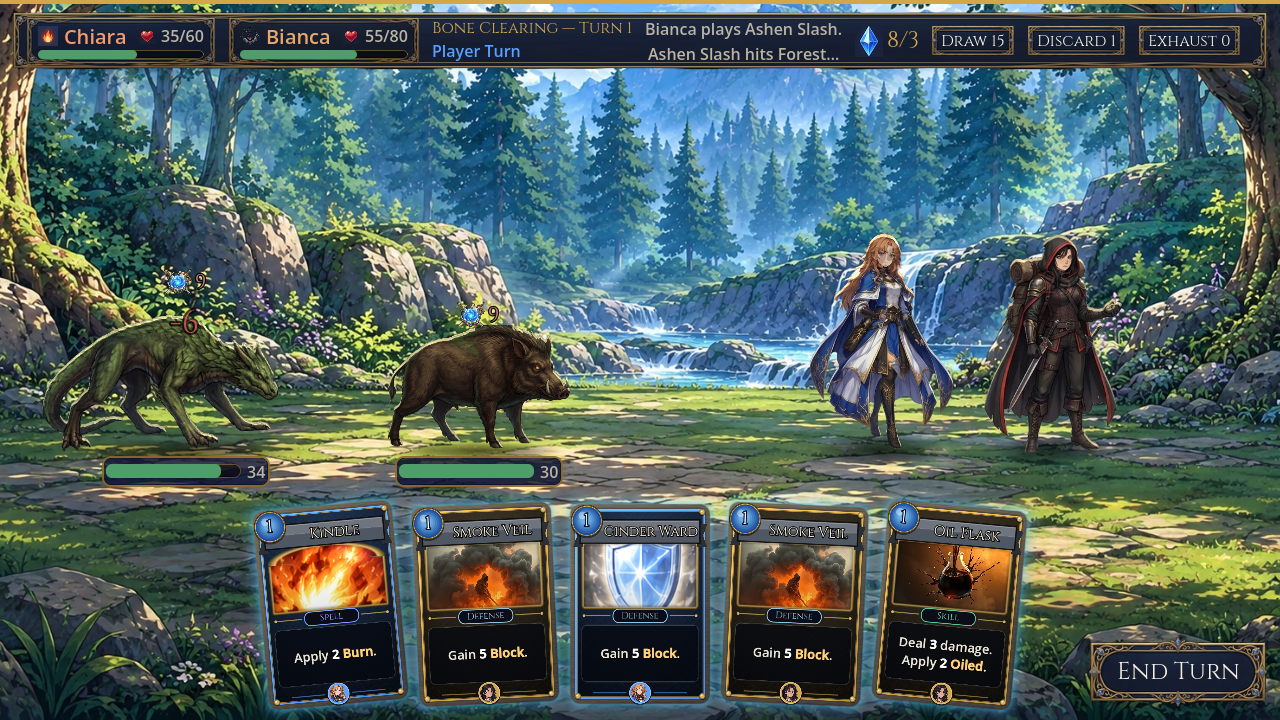 Chiara 35/60
Bianca 55/80
Bone Clearing — Turn 1
Player Turn
Bianca plays Ashen Slash.
Ashen Slash hits Forest...
8/3
Draw 15
Discard 1
Exhaust 0
9
-6
9
34
30
1
Kindle
Spell
Apply 2 Burn.
1
Smoke Veil
Defense
Gain 5 Block.
1
Cinder Ward
Defense
Gain 5 Block.
1
Smoke Veil
Defense
Gain 5 Block.
1
Oil Flask
Skill
Deal 3 damage.
Apply 2 Oiled.
End Turn